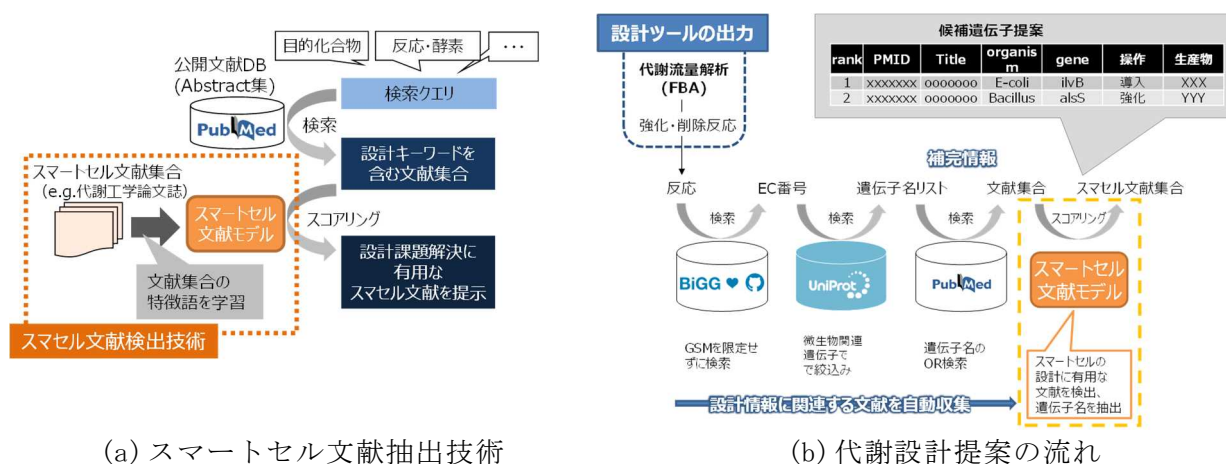 目的化合物
反応・酵素
・・・
公開文献DB
(Abstract集)
検索クエリ
PubMed
検索
設計キーワードを
含む文献集合
スマートセル文献集合
(e.g.代謝工学論文誌)
スマートセル
文献モデル
スコアリング
文献集合の
特徴語を学習
設計課題解決に
有用な
スマセル文献を提示
スマセル文献検出技術
(a) スマートセル文献抽出技術
設計ツールの出力
代謝流量解析
(FBA)
強化・削除反応
候補遺伝子提案
rank PMID Title organis
m gene 操作 生産物
1 xxxxxxx ooooooo E-coli ilvB 導入 XXX
2 xxxxxxx ooooooo Bacillus alsS 強化 YYY
補完情報
反応 EC番号 遺伝子名リスト 文献集合 スマセル文献集合
検索 検索 検索 スコアリング
BiGG
UniProt
PubMed
スマートセル
文献モデル
GSMを限定せ
ずに検索
微生物関連
遺伝子で
で絞込み
遺伝子名の
OR検索
スマートセルの
設計に有用な
文献を検出、
遺伝子名を抽出
設計情報に関連する文献を自動収集
(b) 代謝設計提案の流れ